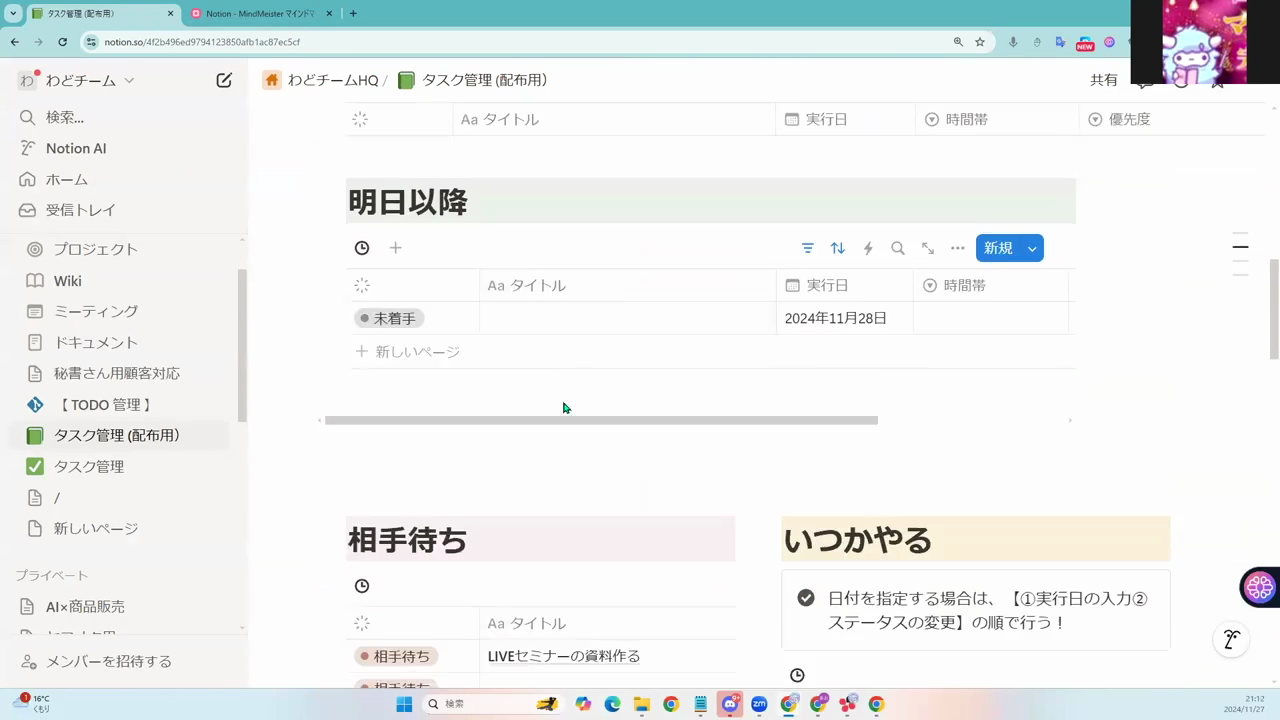 タスク管理 (配布用)
Notion - MindMeister マインドマ
notion.so/4f2b496ed9794123850afb1ac87ec5cf
NEW
わ わどチーム
わどチームHQ / タスク管理 (配布用)
共有
検索...
Notion AI
ホーム
受信トレイ
プロジェクト
Wiki
ミーティング
ドキュメント
秘書さん用顧客対応
【 TODO 管理 】
タスク管理 (配布用)
タスク管理
/
新しいページ
プライベート
AI×商品販売
メンバーを招待する
Aa タイトル 実行日 時間帯 優先度
明日以降
新規
Aa タイトル 実行日 時間帯
未着手 2024年11月28日
新しいページ
相手待ち
Aa タイトル
相手待ち LIVEセミナーの資料作る
相手待ち
いつかやる
日付を指定する場合は、【①実行日の入力②
ステータスの変更】の順で行う！
16°C
くもり
検索
21:12
2024/11/27